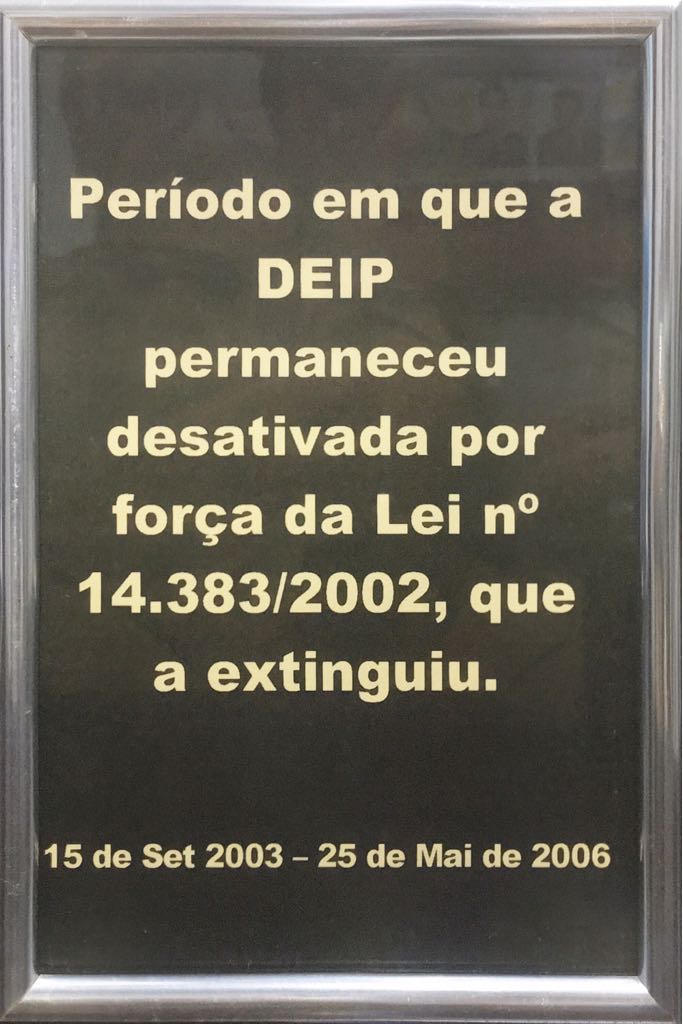 Período em que a
DEIP
permaneceu
desativada por
força da Lei nº
14.383/2002, que
a extinguiu.
15 de Set 2003 – 25 de Mai de 2006